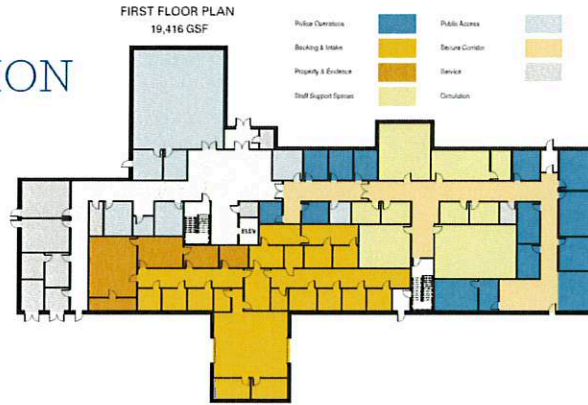 FIRST FLOOR PLAN
19,416 GSF
ION
Police Operations
Booking & Intake
Property & Evidence
Staff Support Spaces
Public Access
Secure Corridor
Service
Circulation
ELEV